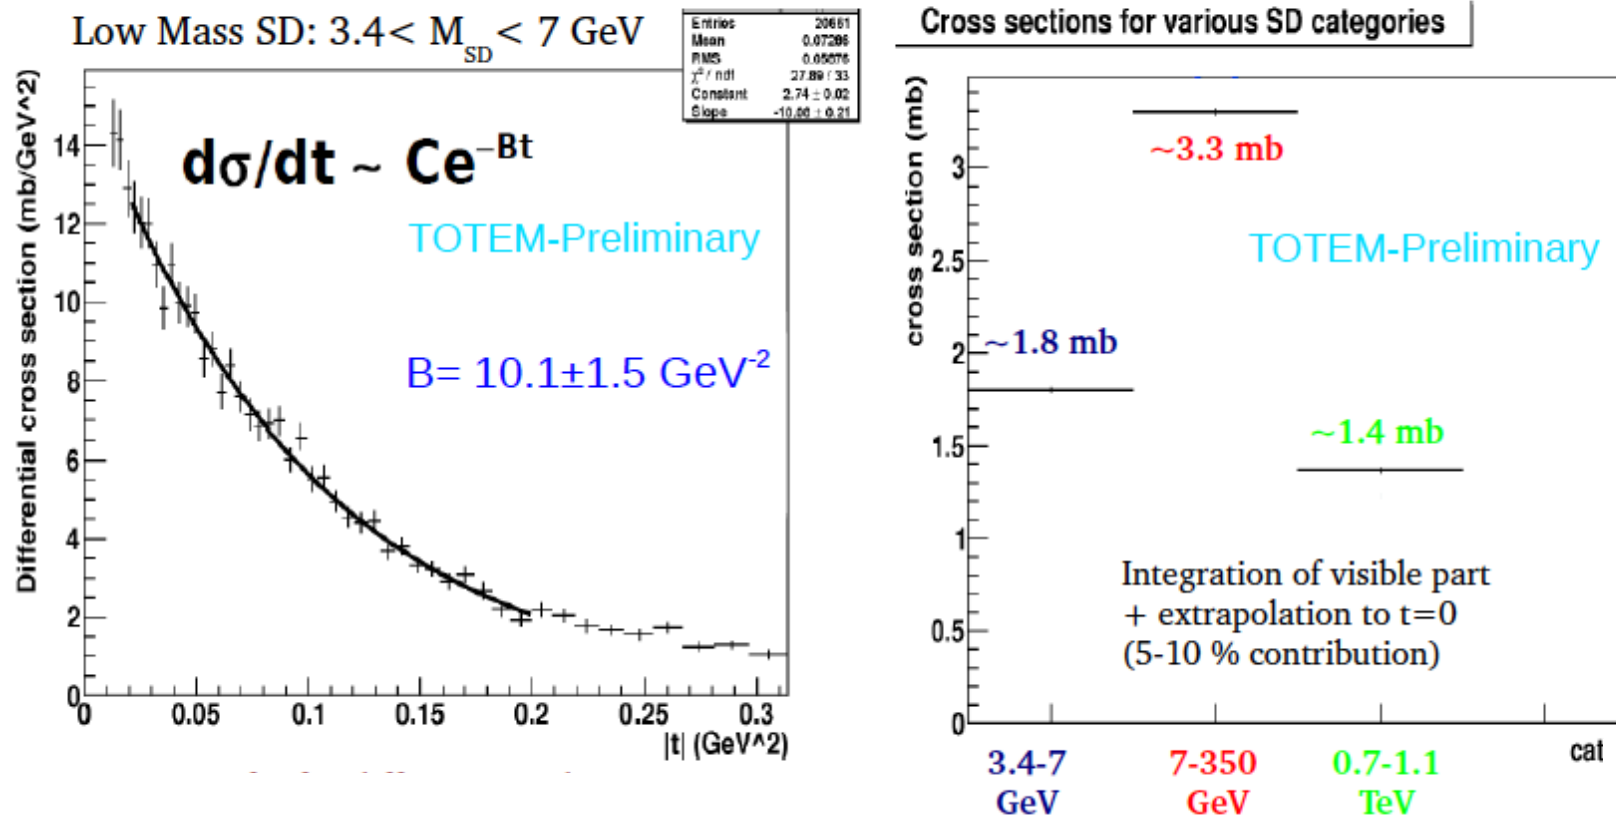 Low Mass SD: 3.4< M_SD < 7 GeV
Entries 20661
Mean 0.07286
RMS 0.05676
χ² / ndf 27.89 / 33
Constant 2.74 ± 0.02
Slope -10.06 ± 0.21
Differential cross section (mb/GeV^2)
dσ/dt ~ Ce^–Bt
TOTEM-Preliminary
B= 10.1±1.5 GeV^-2
14
12
10
8
6
4
2
0
0 0.05 0.1 0.15 0.2 0.25 0.3
|t| (GeV^2)
Cross sections for various SD categories
cross section (mb)
~3.3 mb
TOTEM-Preliminary
~1.8 mb
~1.4 mb
Integration of visible part
+ extrapolation to t=0
(5-10 % contribution)
3
2.5
2
1.5
1
0.5
0
cat
3.4-7 7-350 0.7-1.1
GeV GeV TeV